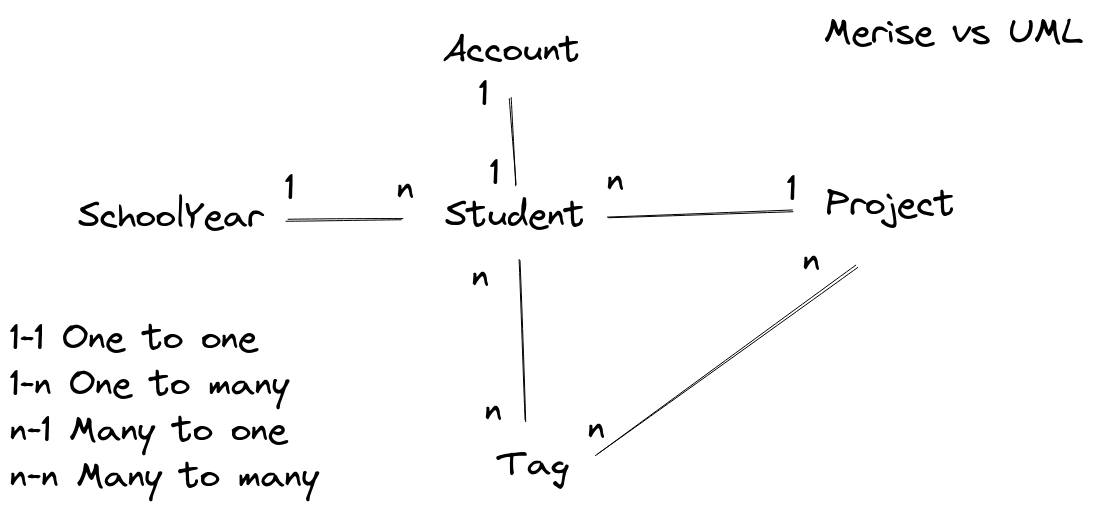 Merise vs UML
Account
1
1
1
n
n
1
SchoolYear
Student
Project
n
n
n
n
Tag
1-1 One to one
1-n One to many
n-1 Many to one
n-n Many to many